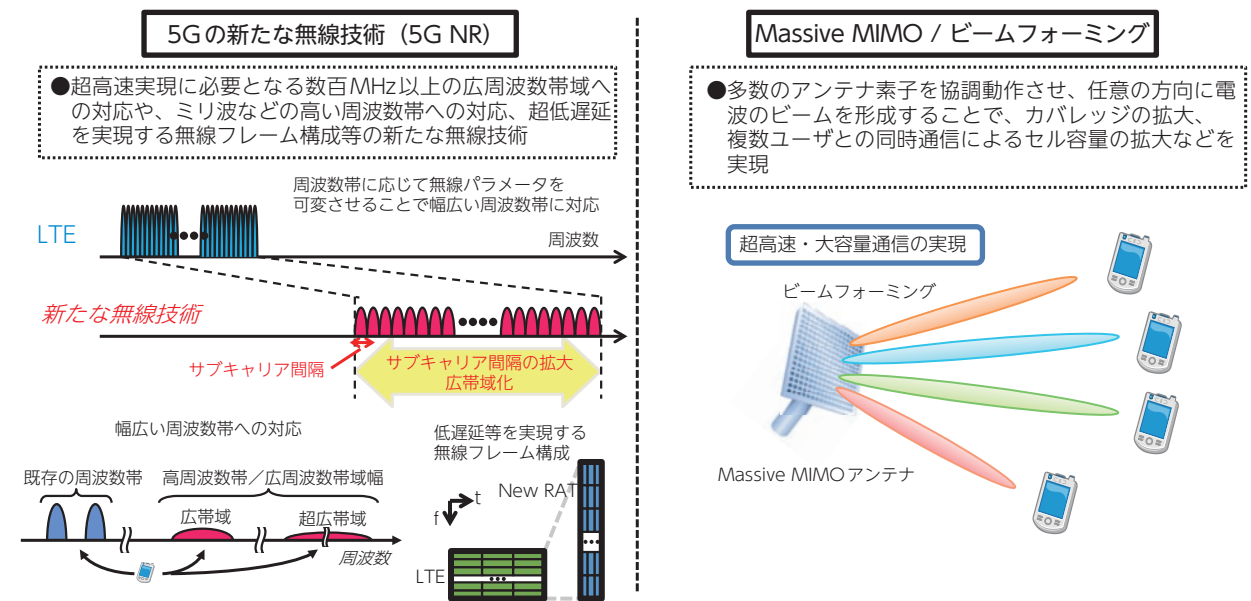 5Gの新たな無線技術（5G NR）
●超高速実現に必要となる数百MHz以上の広周波数帯域へ
の対応や、ミリ波などの高い周波数帯への対応、超低遅延
を実現する無線フレーム構成等の新たな無線技術
周波数帯に応じて無線パラメータを
可変させることで幅広い周波数帯に対応
LTE
周波数
新たな無線技術
サブキャリア間隔
サブキャリア間隔の拡大
広帯域化
幅広い周波数帯への対応
既存の周波数帯
高周波数帯／広周波数帯域幅
広帯域
超広帯域
周波数
低遅延等を実現する
無線フレーム構成
New RAT
t
f
LTE
Massive MIMO / ビームフォーミング
●多数のアンテナ素子を協調動作させ、任意の方向に電
波のビームを形成することで、カバレッジの拡大、
複数ユーザとの同時通信によるセル容量の拡大などを
実現
超高速・大容量通信の実現
ビームフォーミング
Massive MIMOアンテナ